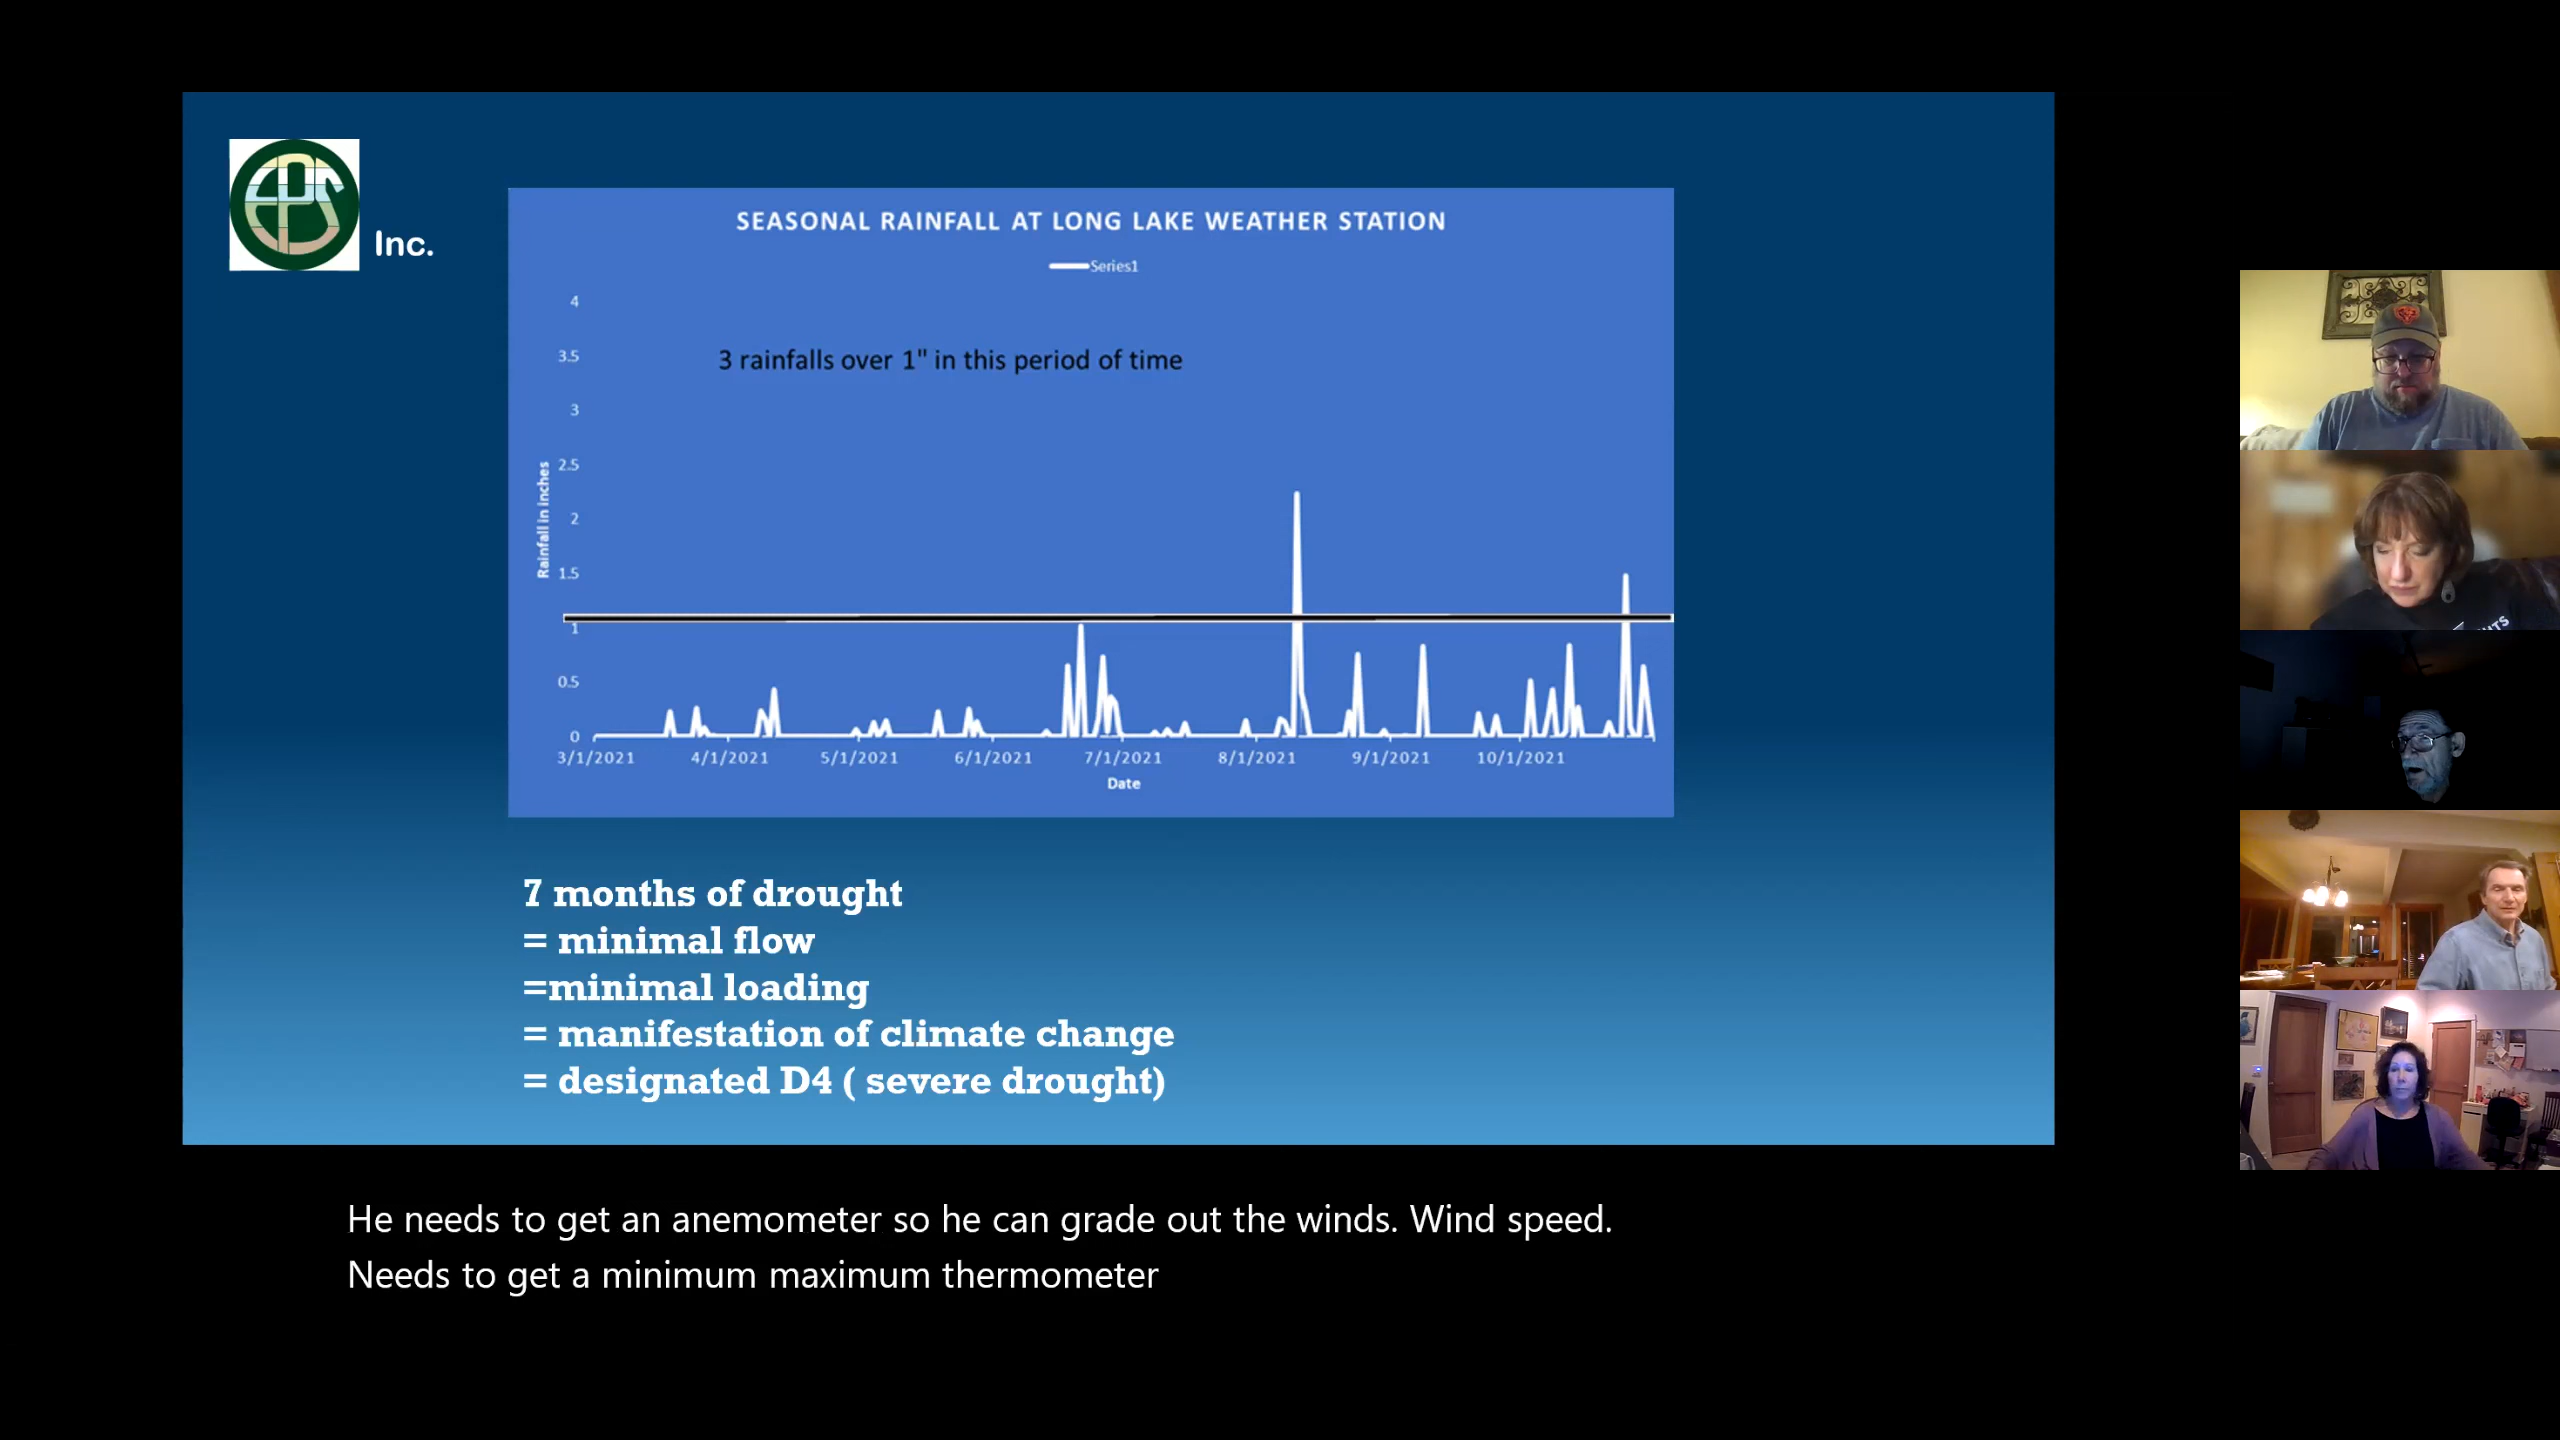 EPS
Inc.
SEASONAL RAINFALL AT LONG LAKE WEATHER STATION
Series1
4
3 rainfalls over 1" in this period of time
3.5
3
2.5
2
1.5
1
0.5
0
Rainfall in inches
3/1/2021 4/1/2021 5/1/2021 6/1/2021 7/1/2021 8/1/2021 9/1/2021 10/1/2021
Date
7 months of drought
= minimal flow
=minimal loading
= manifestation of climate change
= designated D4 ( severe drought)
He needs to get an anemometer so he can grade out the winds. Wind speed.
Needs to get a minimum maximum thermometer